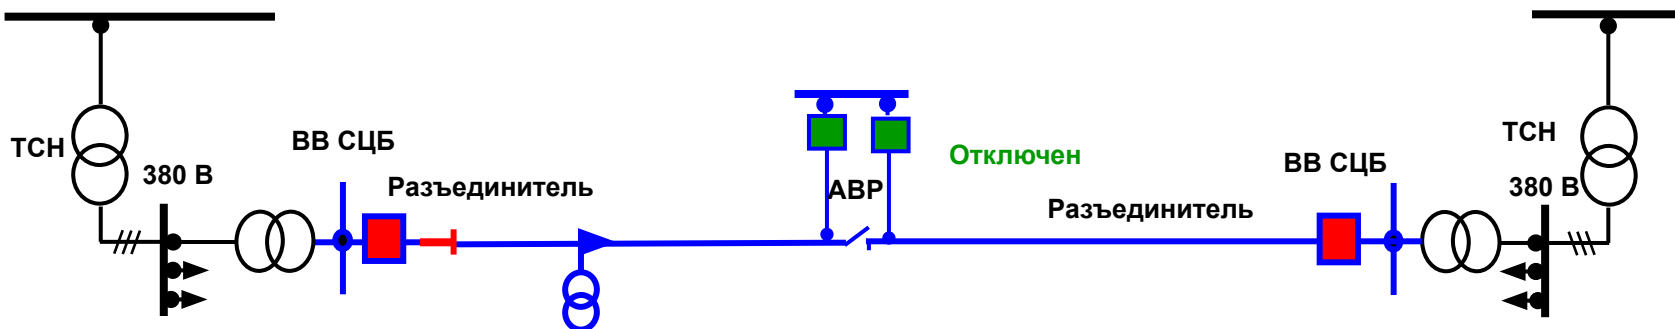 ТСН
380 В
ВВ СЦБ
Разъединитель
АВР
Отключен
Разъединитель
ВВ СЦБ
ТСН
380 В